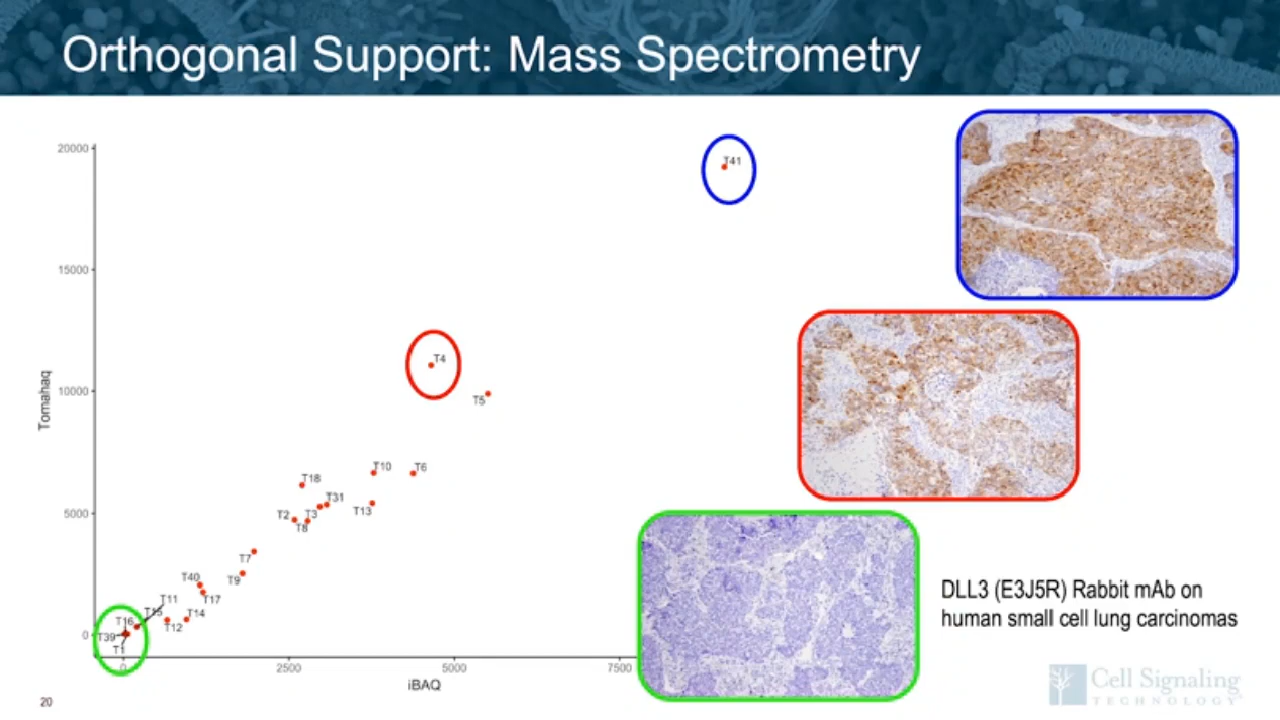 Orthogonal Support: Mass Spectrometry
20000
15000
10000
5000
0
Tomahaq
T41
T4
T5
T10
T6
T18
T31
T13
T2
T3
T8
T7
T9
T40
T17
T11
T15
T14
T12
T16
T39
T1
0
2500
5000
7500
iBAQ
DLL3 (E3J5R) Rabbit mAb on
human small cell lung carcinomas
20
Cell Signaling
TECHNOLOGY